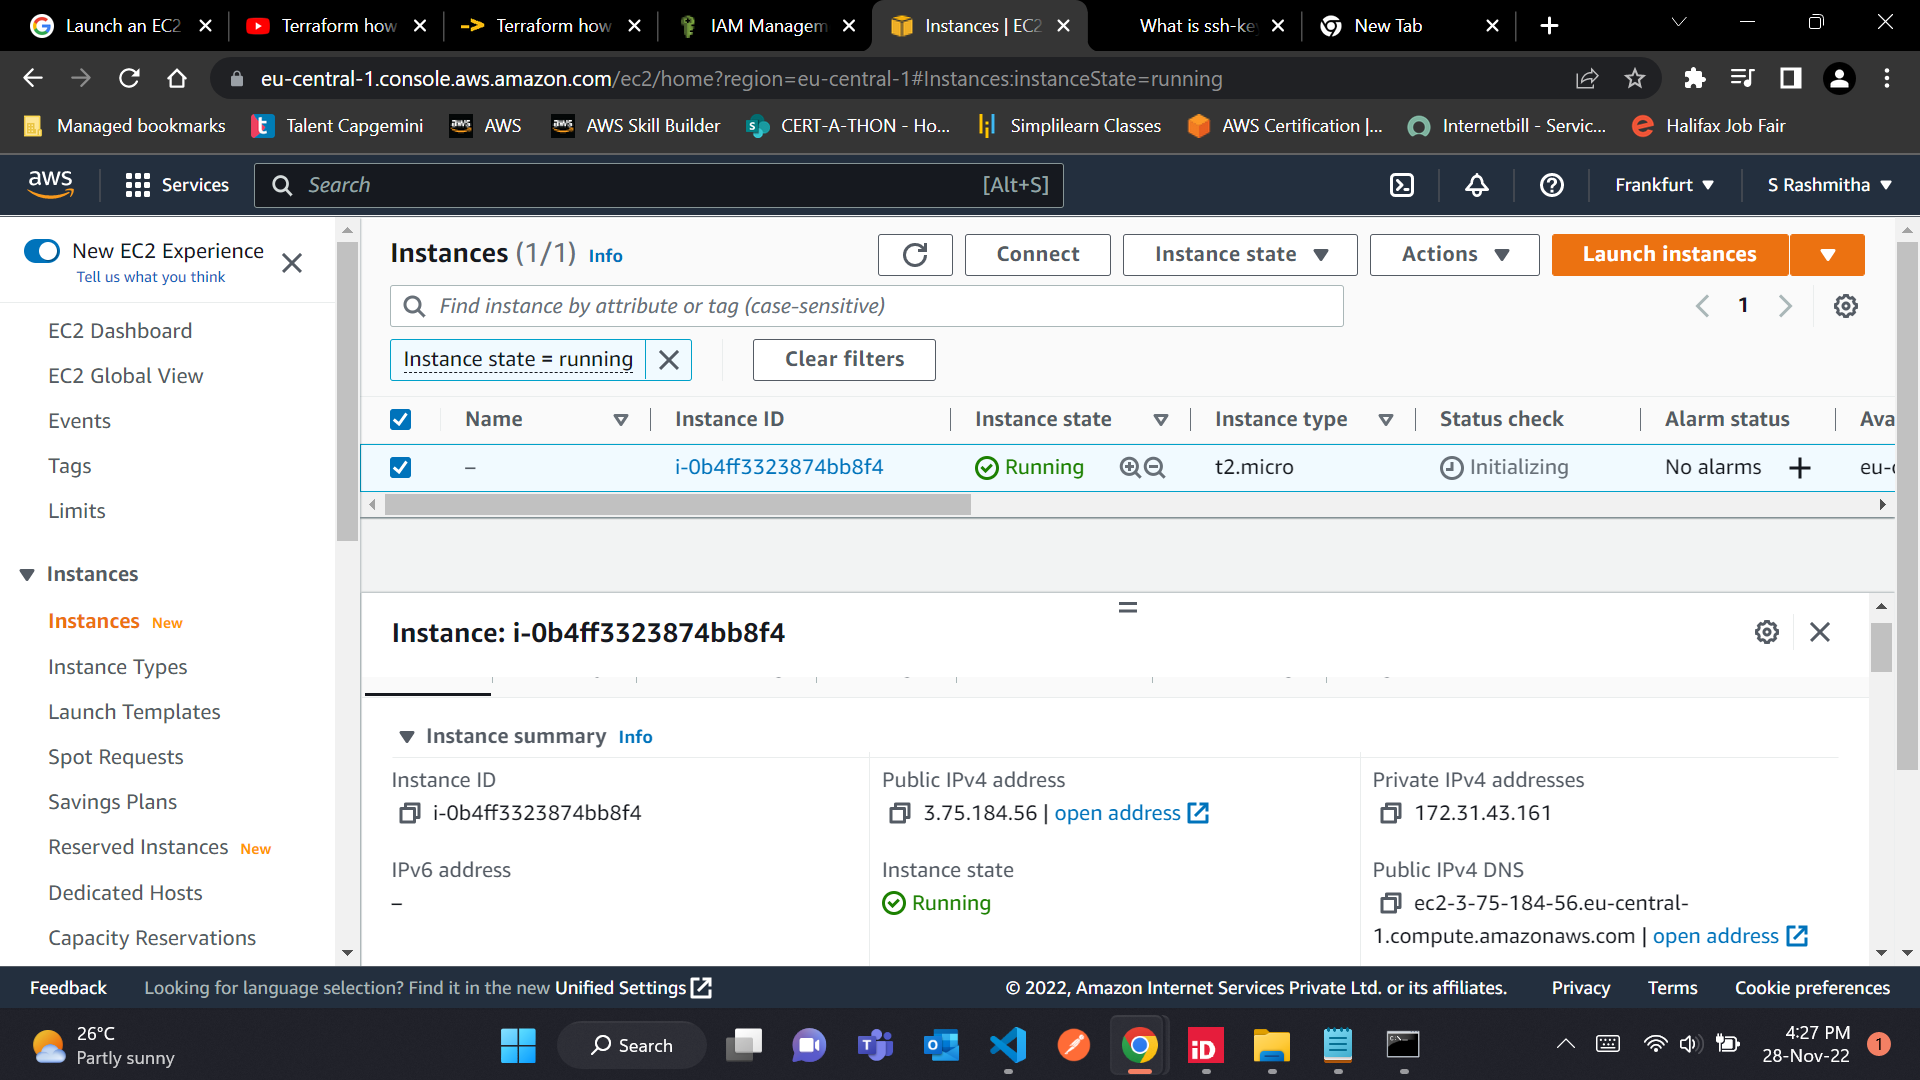 Launch an EC2
Terraform how
Terraform how
IAM Managem
Instances | EC2
What is ssh-ke
New Tab
eu-central-1.console.aws.amazon.com/ec2/home?region=eu-central-1#Instances:instanceState=running
Managed bookmarks
Talent Capgemini
AWS
AWS Skill Builder
CERT-A-THON - Ho...
Simplilearn Classes
AWS Certification |...
Internetbill - Servic...
Halifax Job Fair
aws
Services
Search
[Alt+S]
Frankfurt
S Rashmitha
New EC2 Experience
Tell us what you think
EC2 Dashboard
EC2 Global View
Events
Tags
Limits
Instances
Instances New
Instance Types
Launch Templates
Spot Requests
Savings Plans
Reserved Instances New
Dedicated Hosts
Capacity Reservations
Instances (1/1) Info
Connect
Instance state
Actions
Launch instances
Find instance by attribute or tag (case-sensitive)
1
Instance state = running
Clear filters
Name
Instance ID
Instance state
Instance type
Status check
Alarm status
Ava
–
i-0b4ff3323874bb8f4
Running
t2.micro
Initializing
No alarms
eu-c
Instance: i-0b4ff3323874bb8f4
Instance summary Info
Instance ID
i-0b4ff3323874bb8f4
Public IPv4 address
3.75.184.56 | open address
Private IPv4 addresses
172.31.43.161
IPv6 address
–
Instance state
Running
Public IPv4 DNS
ec2-3-75-184-56.eu-central-
1.compute.amazonaws.com | open address
Feedback
Looking for language selection? Find it in the new Unified Settings
© 2022, Amazon Internet Services Private Ltd. or its affiliates.
Privacy
Terms
Cookie preferences
26°C
Partly sunny
Search
4:27 PM
28-Nov-22
1